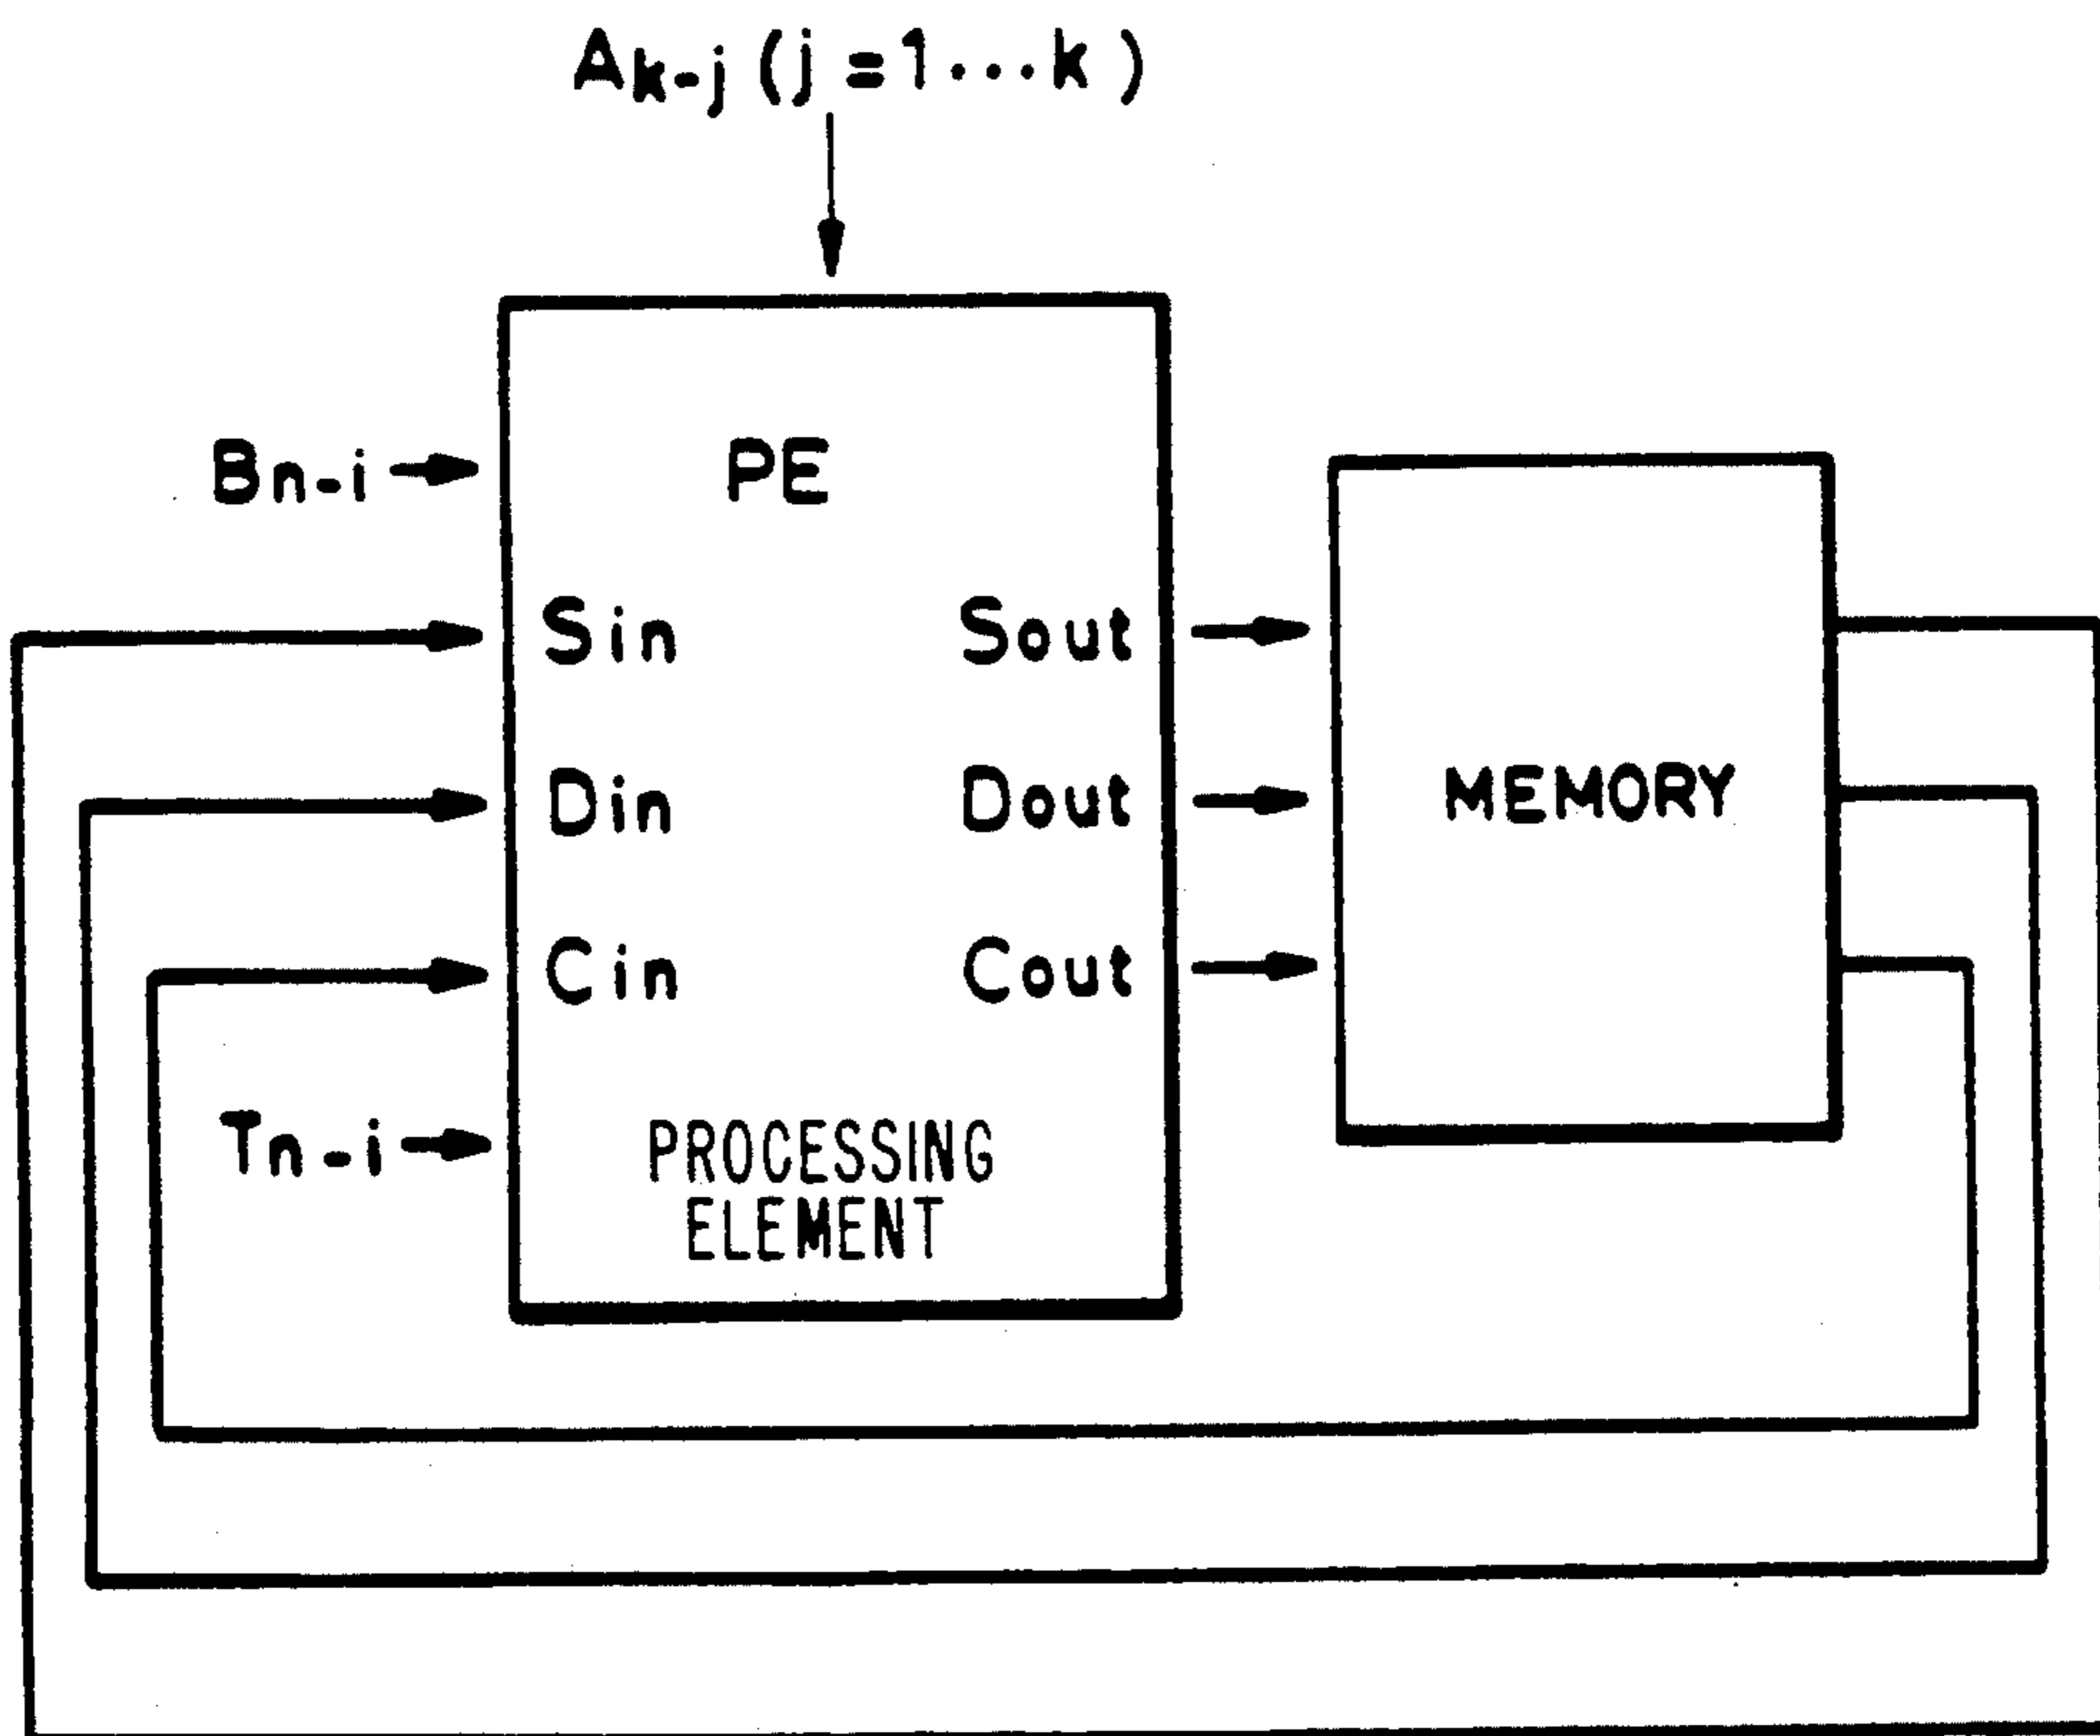 Ak-j (j=1...k)
Bn-i
PE
Sin
Sout
Din
Dout
MEMORY
Cin
Cout
Tn-i
PROCESSING
ELEMENT